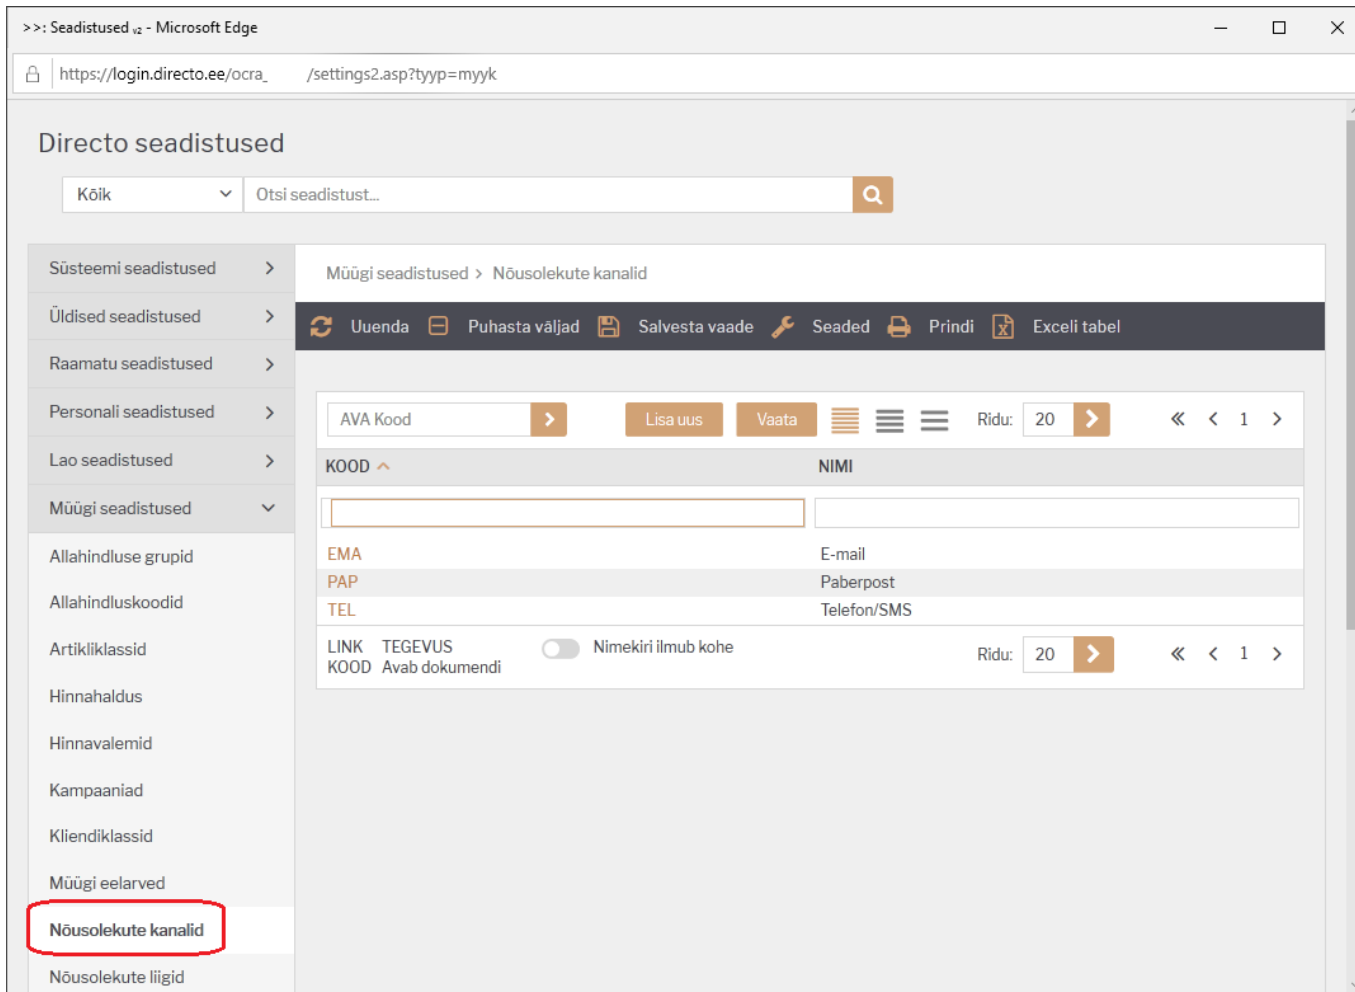 >>: Seadistused v2 - Microsoft Edge
https://login.directo.ee/ocra_ /settings2.asp?tyyp=myyk
Directo seadistused
Kõik Otsi seadistust...
Süsteemi seadistused
Üldised seadistused
Raamatu seadistused
Personali seadistused
Lao seadistused
Müügi seadistused
Allahindluse grupid
Allahindluskoodid
Artikliklassid
Hinnahaldus
Hinnavalemid
Kampaaniad
Kliendiklassid
Müügi eelarved
Nõusolekute kanalid
Nõusolekute liigid
Müügi seadistused > Nõusolekute kanalid
Uuenda Puhasta väljad Salvesta vaade Seaded Prindi Exceli tabel
AVA Kood Lisa uus Vaata Ridu: 20 1
KOOD NIMI
EMA E-mail
PAP Paberpost
TEL Telefon/SMS
LINK TEGEVUS Nimekiri ilmub kohe Ridu: 20 1
KOOD Avab dokumendi